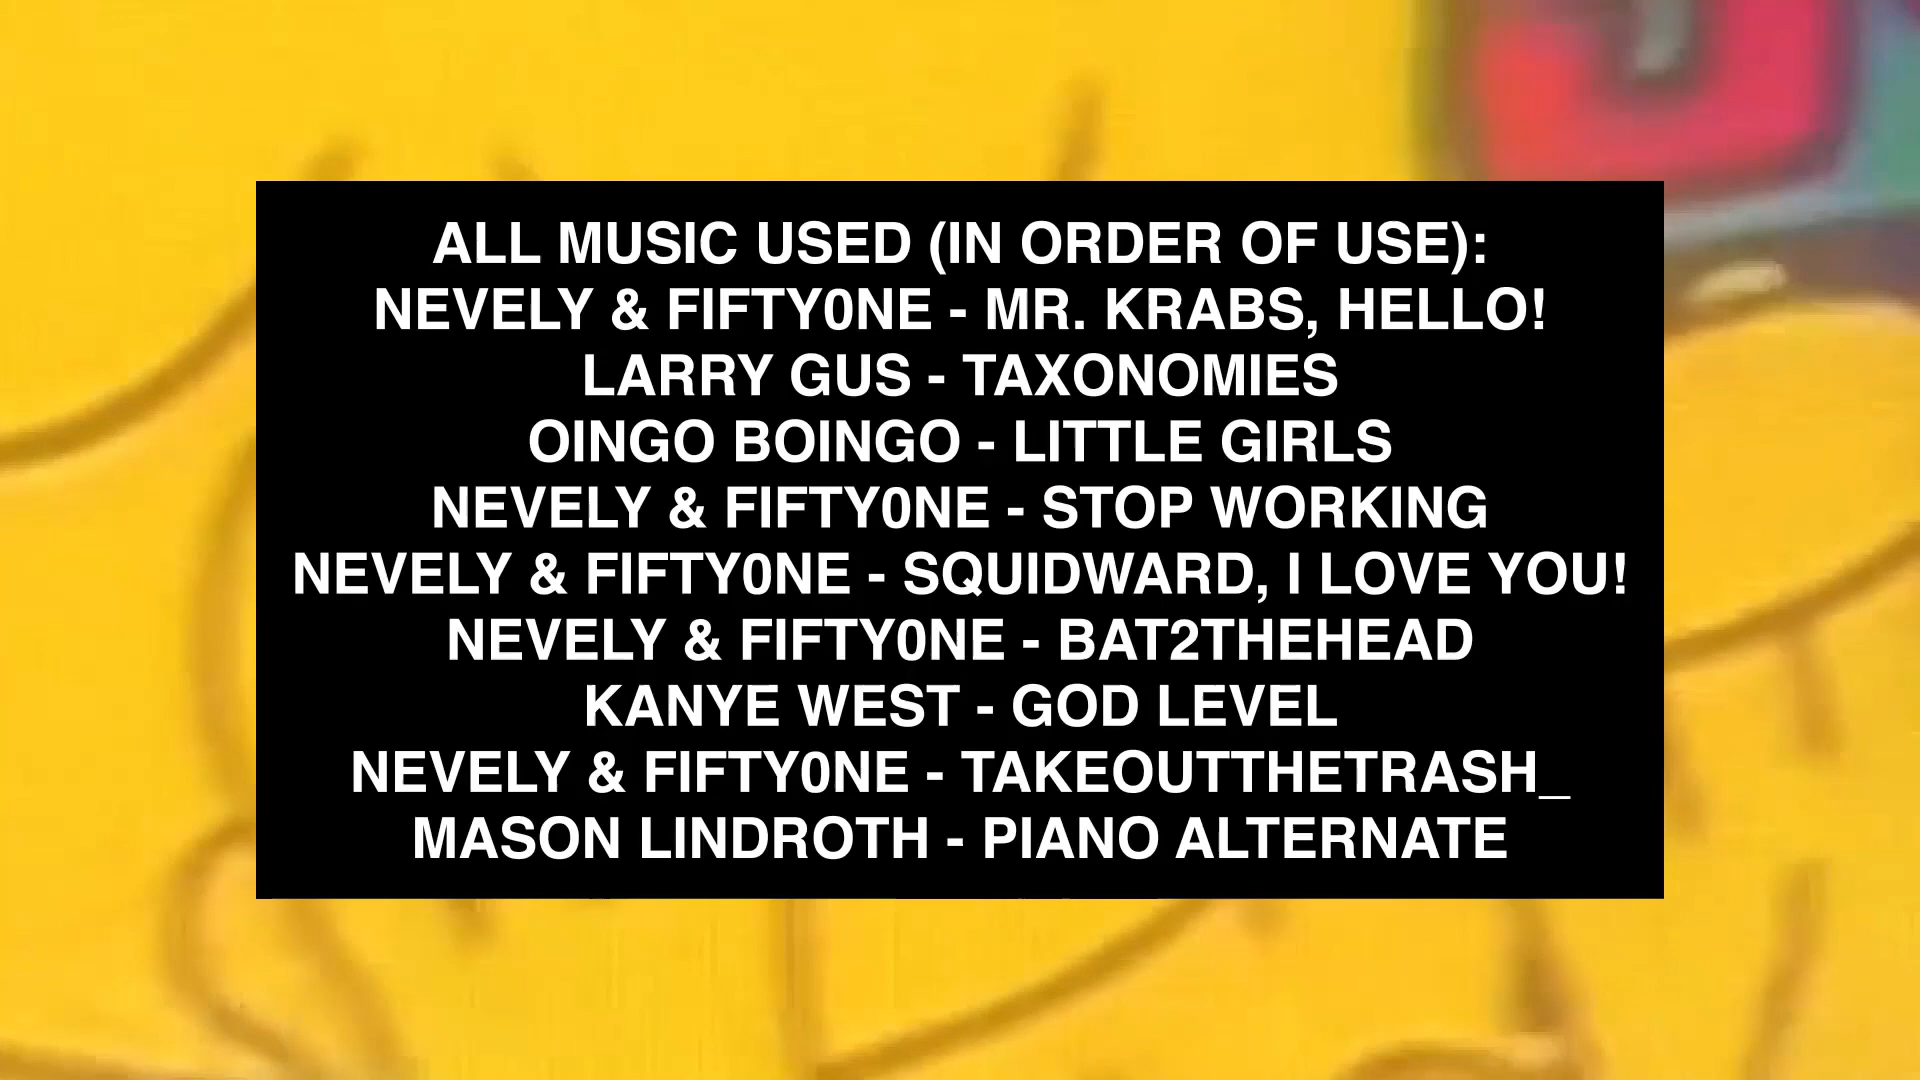 ALL MUSIC USED (IN ORDER OF USE):
NEVELY & FIFTY0NE - MR. KRABS, HELLO!
LARRY GUS - TAXONOMIES
OINGO BOINGO - LITTLE GIRLS
NEVELY & FIFTY0NE - STOP WORKING
NEVELY & FIFTY0NE - SQUIDWARD, I LOVE YOU!
NEVELY & FIFTY0NE - BAT2THEHEAD
KANYE WEST - GOD LEVEL
NEVELY & FIFTY0NE - TAKEOUTTHETRASH_
MASON LINDROTH - PIANO ALTERNATE